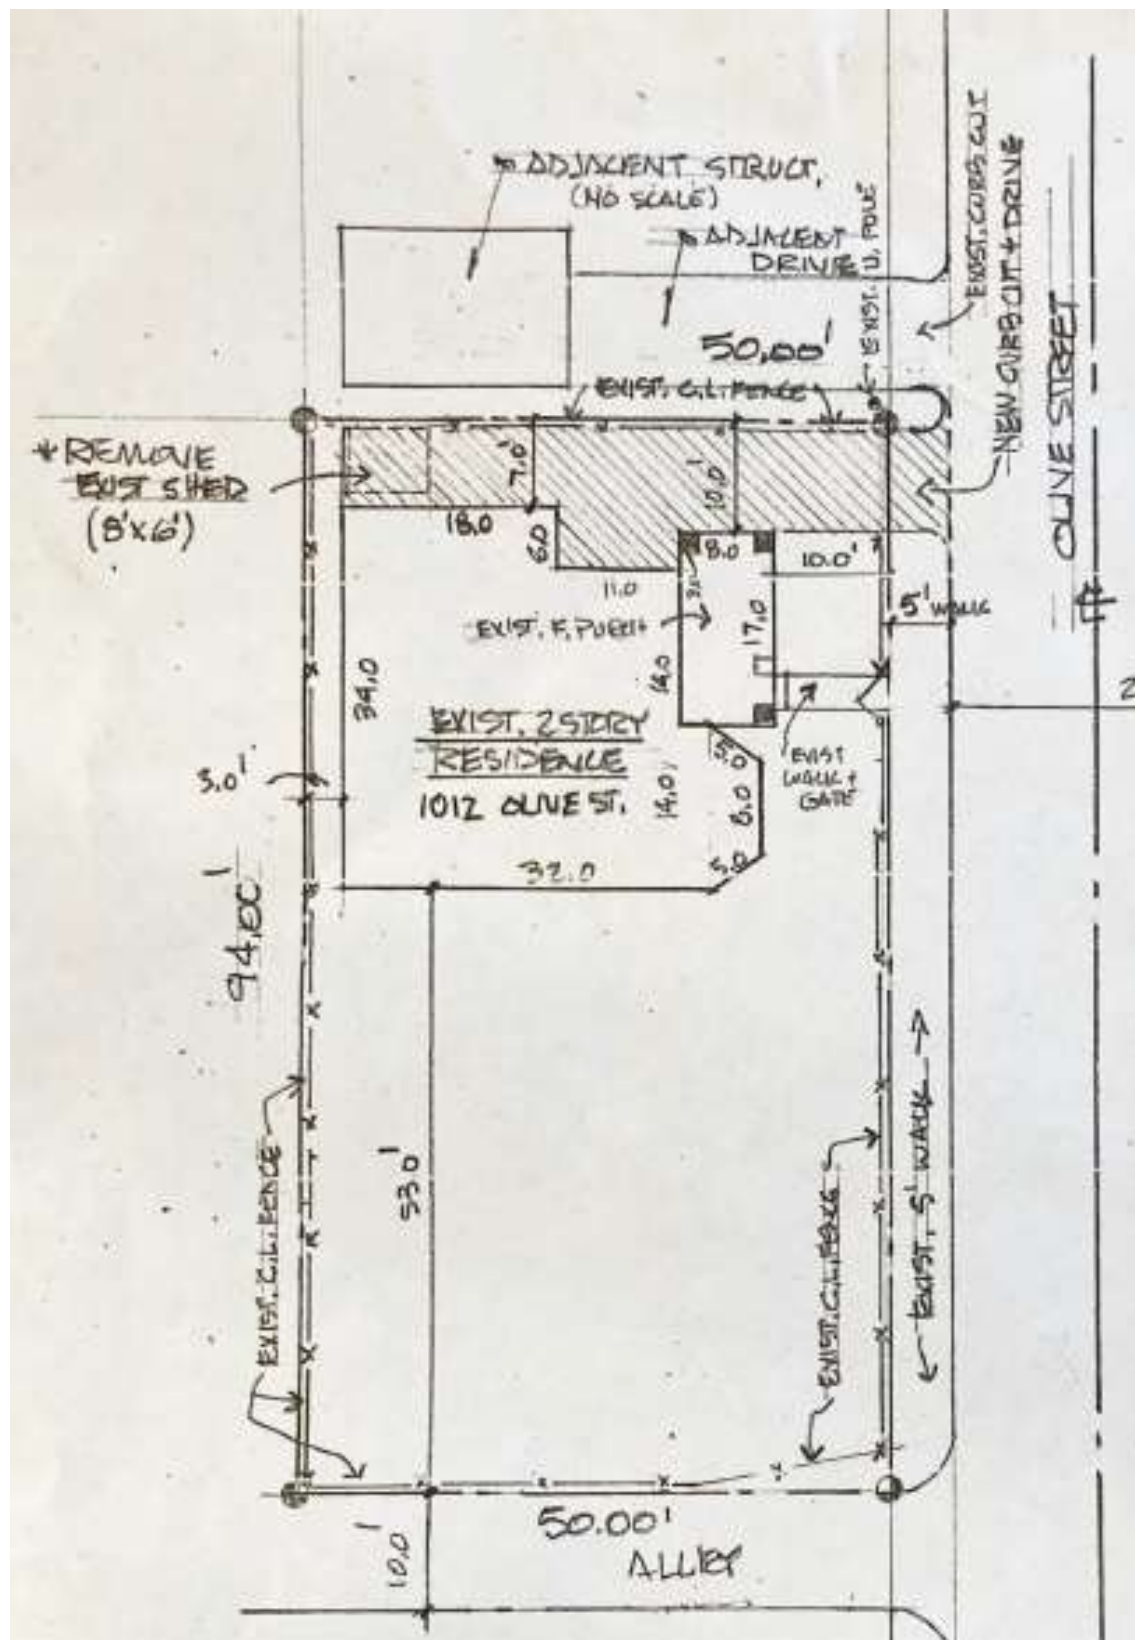 ADJACENT STRUCT.
(NO SCALE)
ADJACENT
DRIVE
EXIST. U. POLE
EXIST. CURB CUT
NEW CURB CUT + DRIVE
OLIVE STREET
50.00'
EXIST. C.L. FENCE
* REMOVE
EXIST SHED
(8'X6')
7.0'
10.0'
18.0
6.0
8.0
10.0'
11.0
5' WALK
EXIST. F. PORCH
17.0
14.0
34.0
EXIST. 2 STORY
RESIDENCE
1012 OLIVE ST.
5.0
EXIST
WALK +
GATE
3.0'
14.0
8.0
5.0
32.0
94.00'
2
53.0'
EXIST. C.L. FENCE
EXIST. C.L. FENCE
EXIST. 5' WALK
50.00'
10.0'
ALLEY